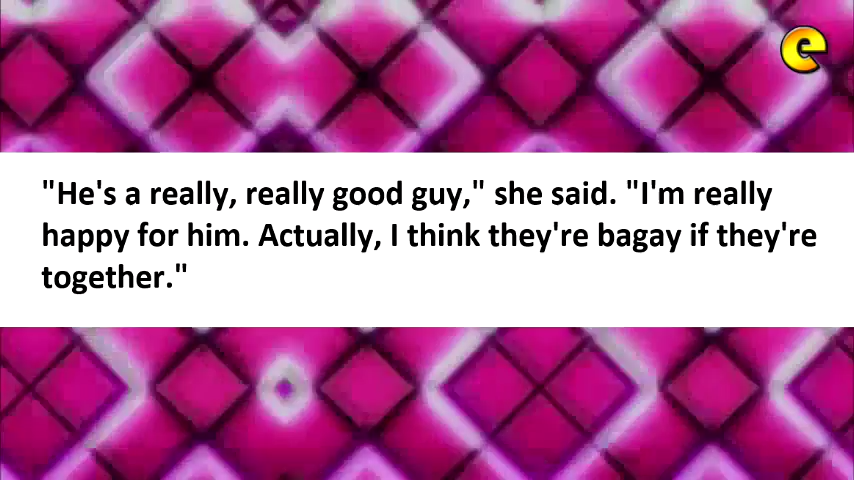 e
"He's a really, really good guy," she said. "I'm really
happy for him. Actually, I think they're bagay if they're
together."